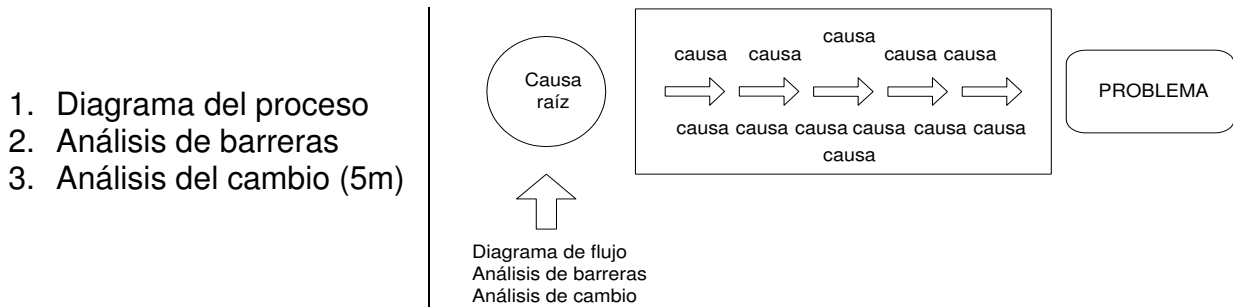 1. Diagrama del proceso
2. Análisis de barreras
3. Análisis del cambio (5m)
Causa
raíz
causa
causa causa causa causa
causa causa causa causa causa causa
causa
PROBLEMA
Diagrama de flujo
Análisis de barreras
Análisis de cambio